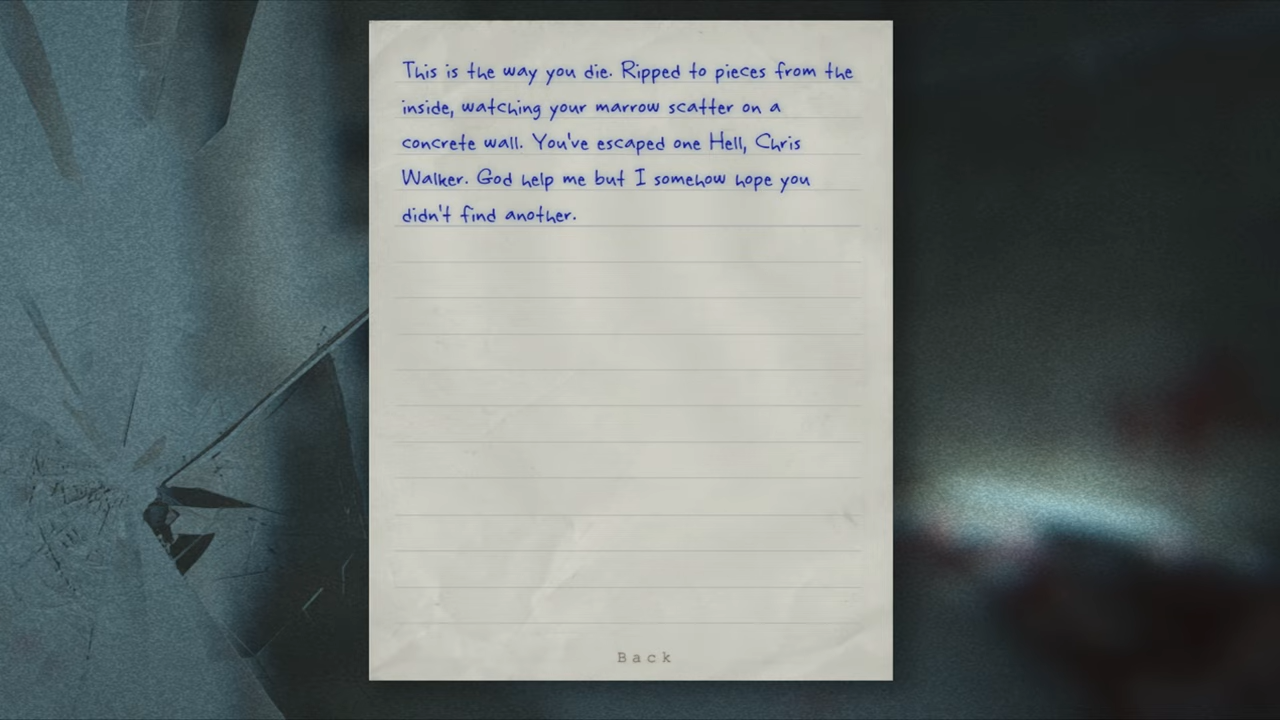 This is the way you die. Ripped to pieces from the
inside, watching your marrow scatter on a
concrete wall. You've escaped one Hell, Chris
Walker. God help me but I somehow hope you
didn't find another.
Back